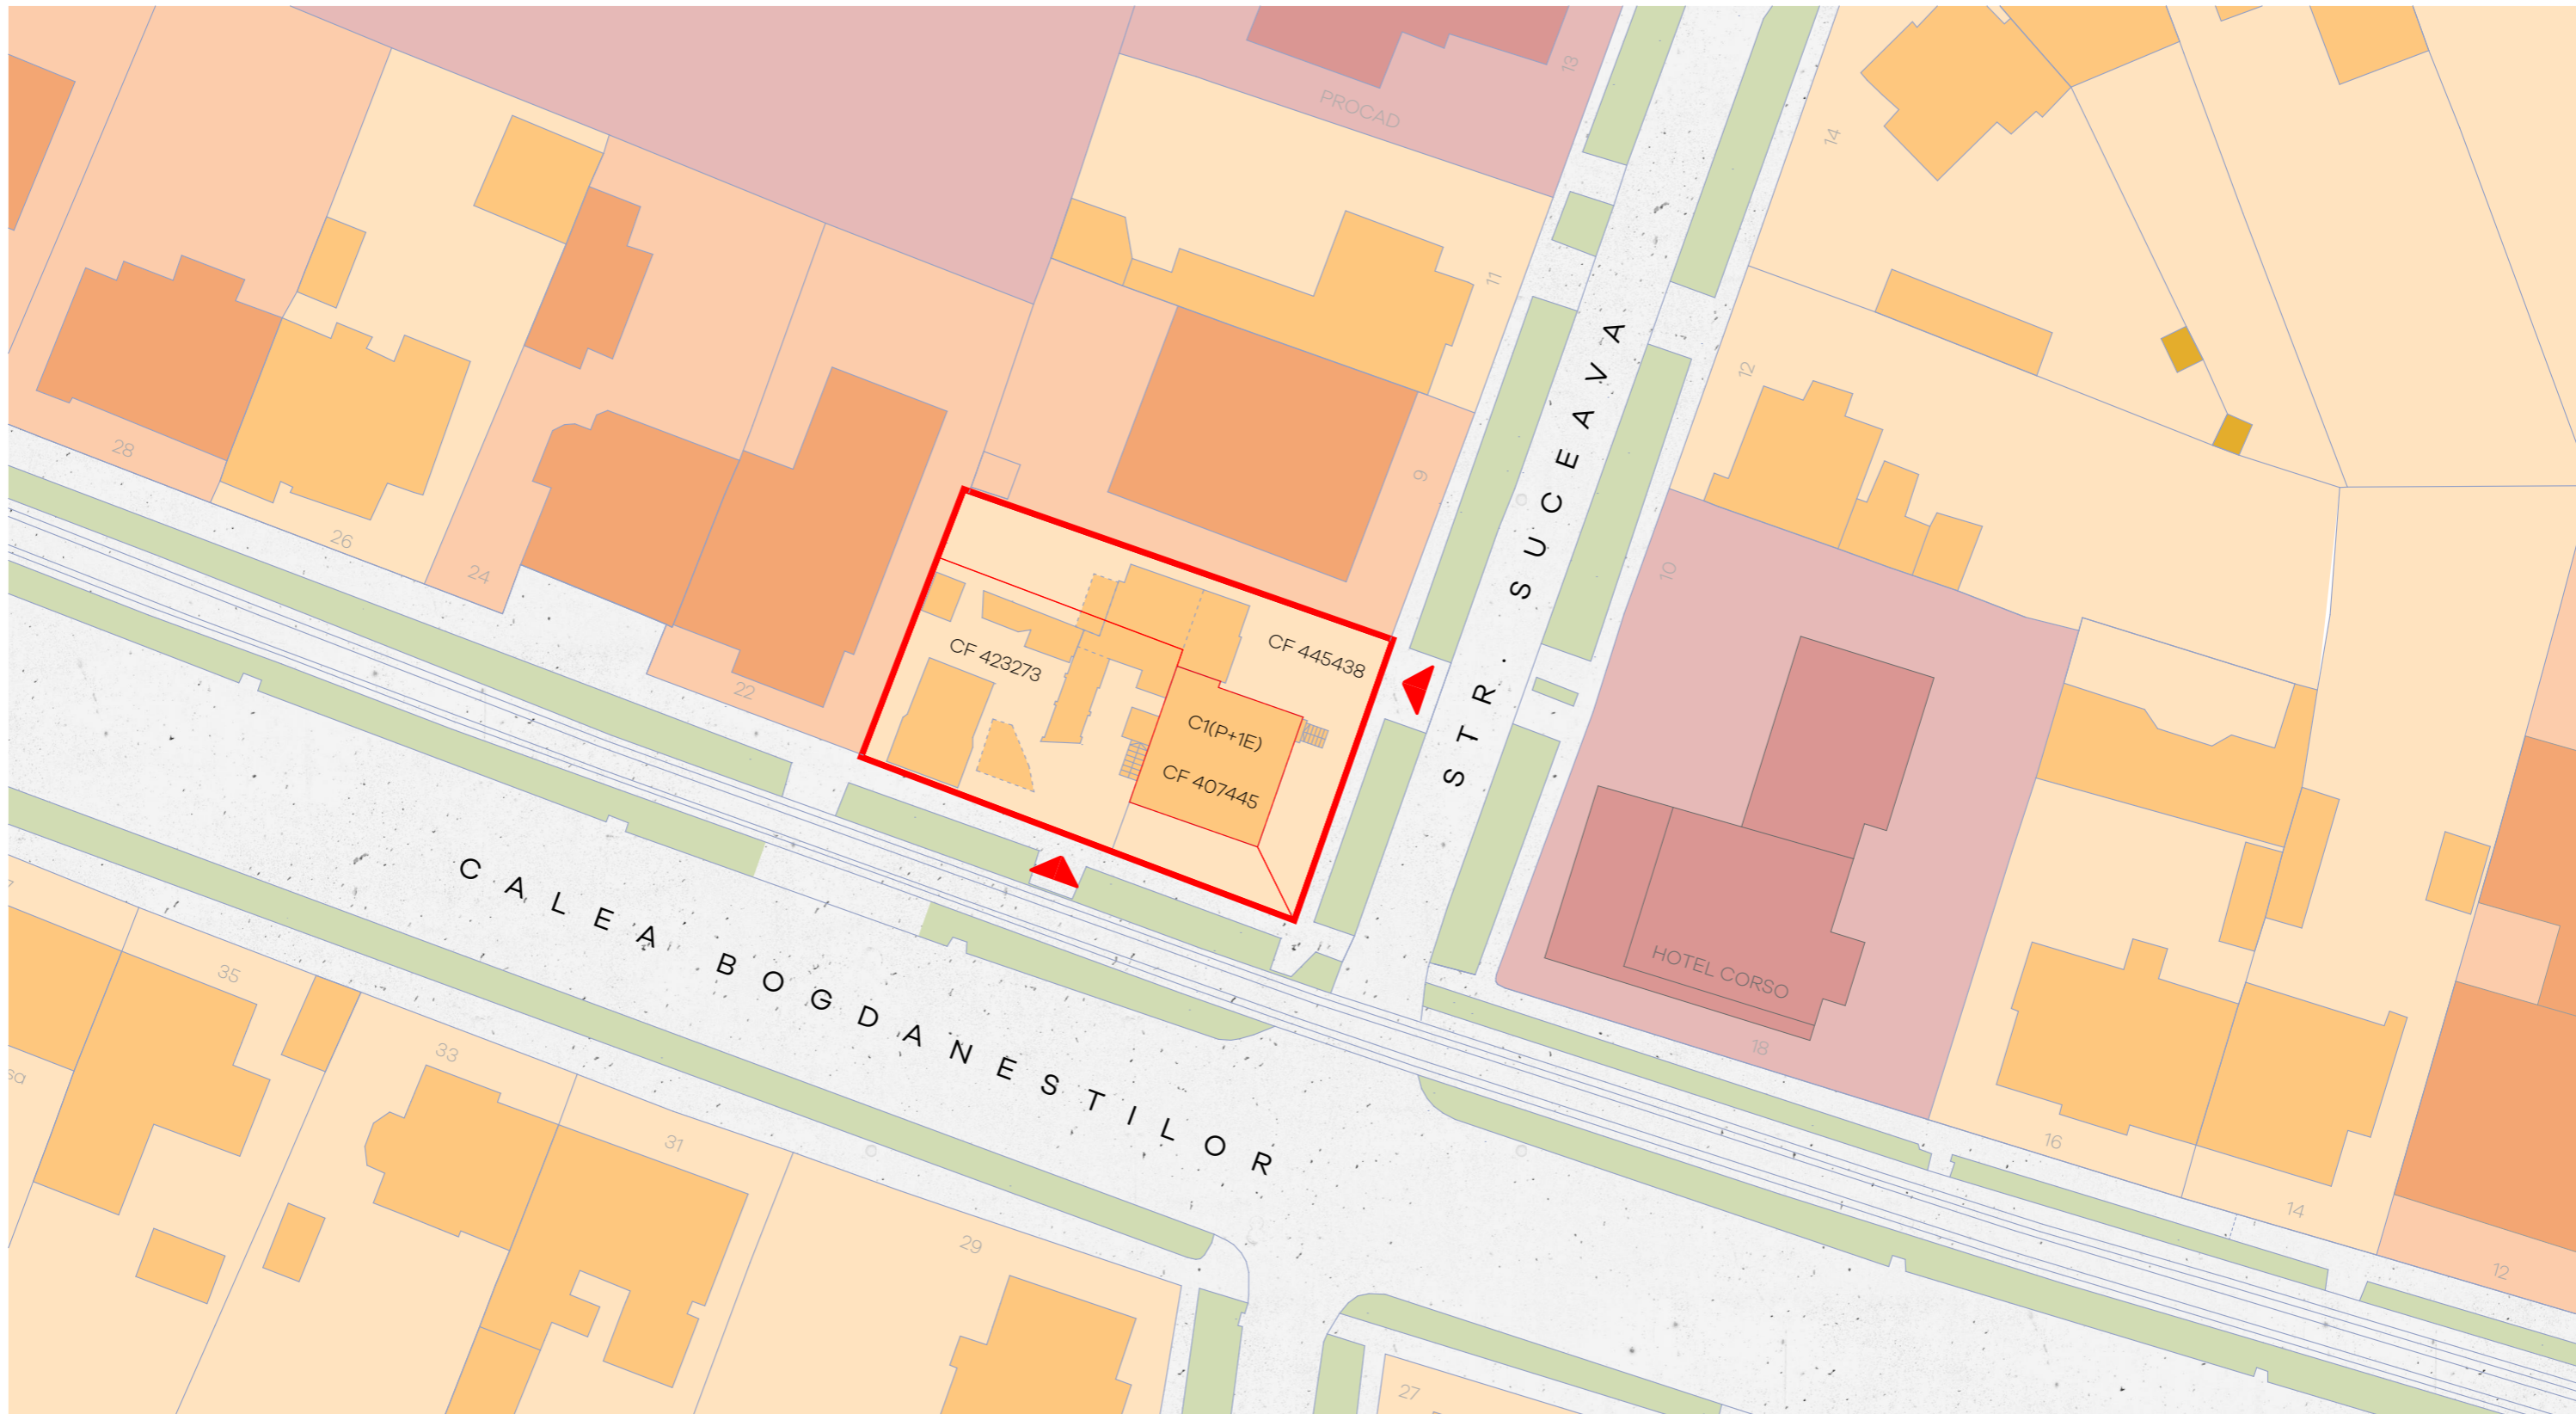 13
PROCAD
14
11
12
9
28
26
24
10
22
STR. SUCEAVA
CF 445438
CF 423273
C1(P+1E)
CF 407445
CALEA BOGDANESTILOR
HOTEL CORSO
18
16
14
12
35
33
31
29
27